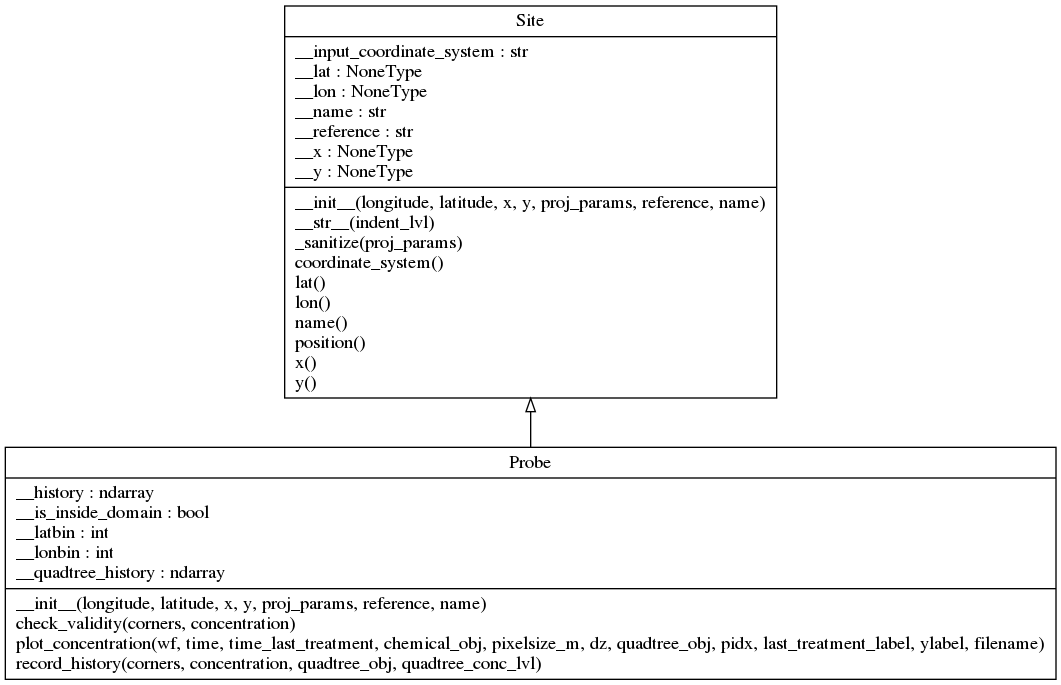 Site
__input_coordinate_system : str
__lat : NoneType
__lon : NoneType
__name : str
__reference : str
__x : NoneType
__y : NoneType
__init__(longitude, latitude, x, y, proj_params, reference, name)
__str__(indent_lvl)
_sanitize(proj_params)
coordinate_system()
lat()
lon()
name()
position()
x()
y()
Probe
__history : ndarray
__is_inside_domain : bool
__latbin : int
__lonbin : int
__quadtree_history : ndarray
__init__(longitude, latitude, x, y, proj_params, reference, name)
check_validity(corners, concentration)
plot_concentration(wf, time, time_last_treatment, chemical_obj, pixelsize_m, dz, quadtree_obj, pidx, last_treatment_label, ylabel, filename)
record_history(corners, concentration, quadtree_obj, quadtree_conc_lvl)